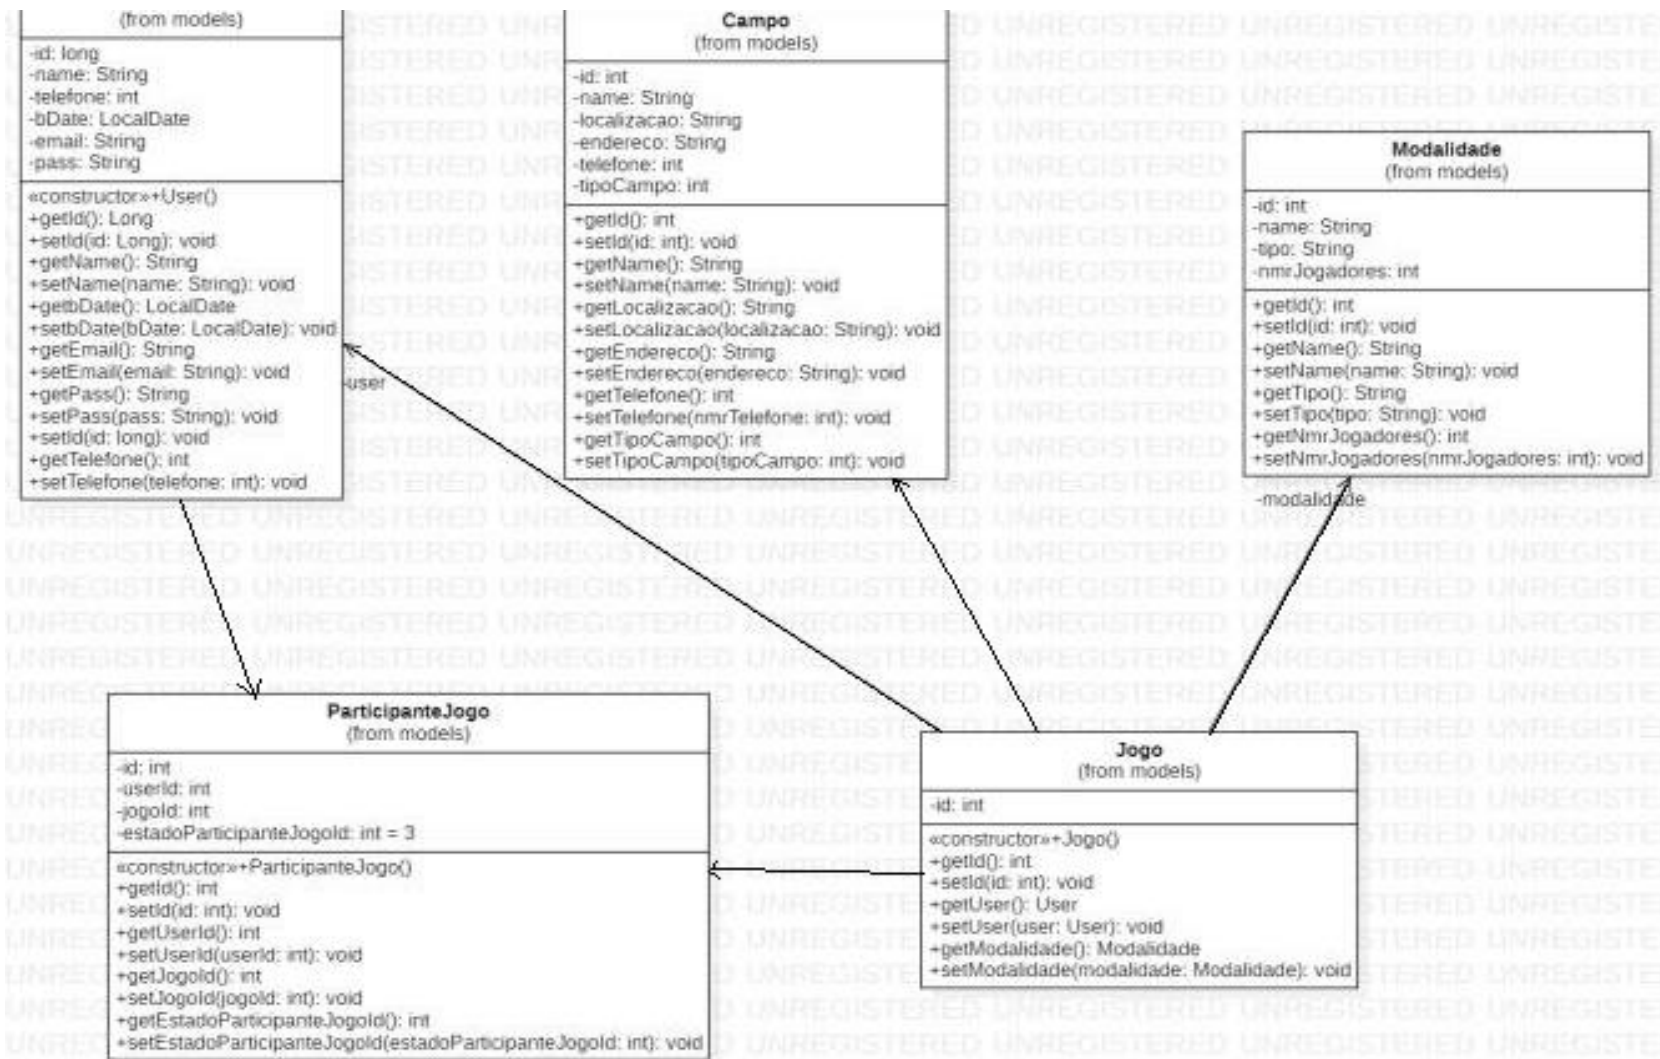 (from models)
-id: long
-name: String
-telefone: int
-bDate: LocalDate
-email: String
-pass: String
«constructor»+User()
+getId(): Long
+setId(id: Long): void
+getName(): String
+setName(name: String): void
+getbDate(): LocalDate
+setbDate(bDate: LocalDate): void
+getEmail(): String
+setEmail(email: String): void
+getPass(): String
+setPass(pass: String): void
+setId(id: long): void
+getTelefone(): int
+setTelefone(telefone: int): void
-user
Campo
(from models)
-id: int
-name: String
-localizacao: String
-endereco: String
-telefone: int
-tipoCampo: int
+getId(): int
+setId(id: int): void
+getName(): String
+setName(name: String): void
+getLocalizacao(): String
+setLocalizacao(localizacao: String): void
+getEndereco(): String
+setEndereco(endereco: String): void
+getTelefone(): int
+setTelefone(nmrTelefone: int): void
+getTipoCampo(): int
+setTipoCampo(tipoCampo: int): void
Modalidade
(from models)
-id: int
-name: String
-tipo: String
-nmrJogadores: int
+getId(): int
+setId(id: int): void
+getName(): String
+setName(name: String): void
+getTipo(): String
+setTipo(tipo: String): void
+getNmrJogadores(): int
+setNmrJogadores(nmrJogadores: int): void
-modalidade
ParticipanteJogo
(from models)
-id: int
-userId: int
-jogoId: int
-estadoParticipanteJogoId: int = 3
«constructor»+ParticipanteJogo()
+getId(): int
+setId(id: int): void
+getUserId(): int
+setUserId(userId: int): void
+getJogoId(): int
+setJogoId(jogoId: int): void
+getEstadoParticipanteJogoId(): int
+setEstadoParticipanteJogoId(estadoParticipanteJogoId: int): void
Jogo
(from models)
-id: int
«constructor»+Jogo()
+getId(): int
+setId(id: int): void
+getUser(): User
+setUser(user: User): void
+getModalidade(): Modalidade
+setModalidade(modalidade: Modalidade): void